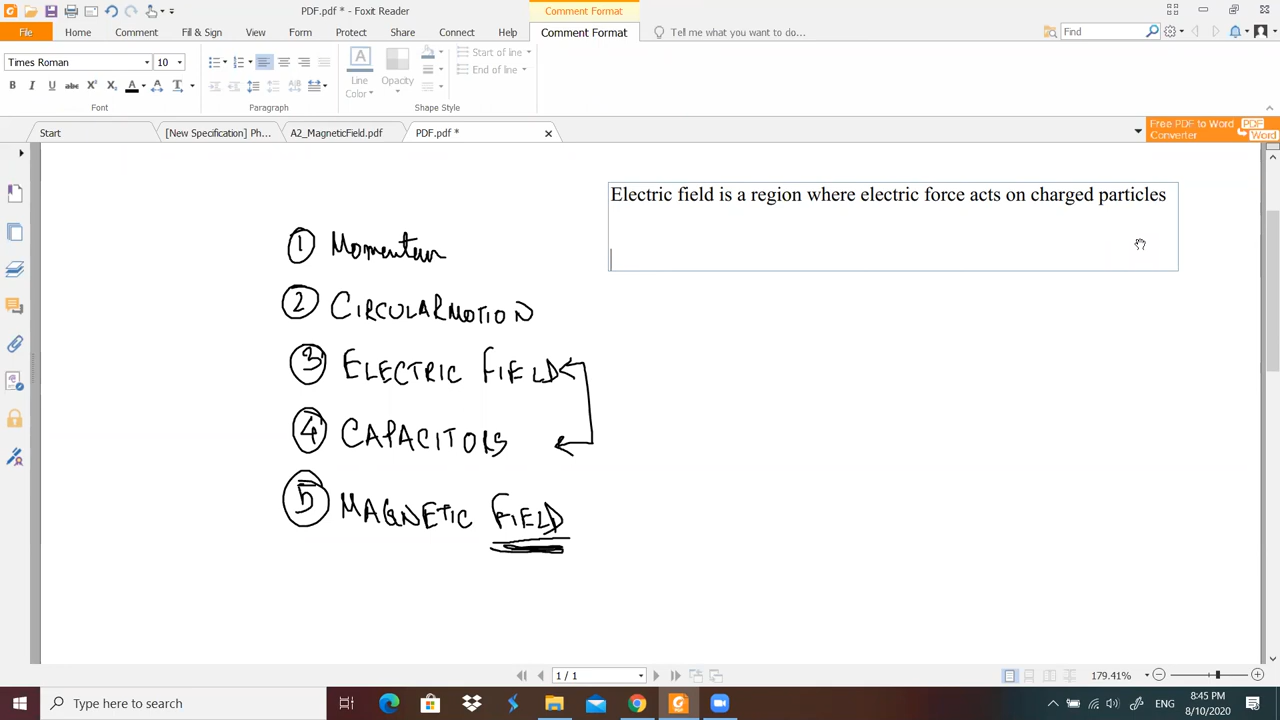 PDF.pdf * - Foxit Reader
Comment Format
File Home Comment Fill & Sign View Form Protect Share Connect Help Comment Format Tell me what you want to do... Find
Times Roman 10
Start of line
End of line
Line Color Opacity
Font Paragraph Shape Style
Start [New Specification] Ph... A2_MagneticField.pdf PDF.pdf *
Free PDF to Word Converter
PDF Word
Electric field is a region where electric force acts on charged particles
1 Momentum
2 CIRCULAR MOTION
3 ELECTRIC FIELD
4 CAPACITORS
5 MAGNETIC FIELD
1 / 1
179.41%
Type here to search
ENG
8:45 PM
8/10/2020